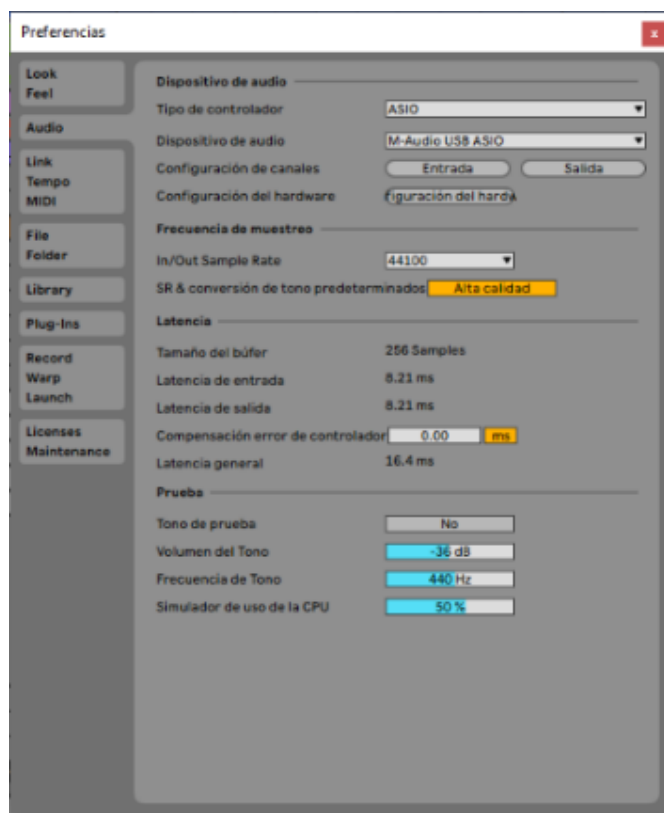 Preferencias
x
Look
Feel
Audio
Link
Tempo
MIDI
File
Folder
Library
Plug-Ins
Record
Warp
Launch
Licenses
Maintenance
Dispositivo de audio
Tipo de controlador ASIO
Dispositivo de audio M-Audio USB ASIO
Configuración de canales Entrada Salida
Configuración del hardware figuración del hardw
Frecuencia de muestreo
In/Out Sample Rate 44100
SR & conversión de tono predeterminados Alta calidad
Latencia
Tamaño del búfer 256 Samples
Latencia de entrada 8.21 ms
Latencia de salida 8.21 ms
Compensación error de controlador 0.00 ms
Latencia general 16.4 ms
Prueba
Tono de prueba No
Volumen del Tono -36 dB
Frecuencia de Tono 440 Hz
Simulador de uso de la CPU 50 %